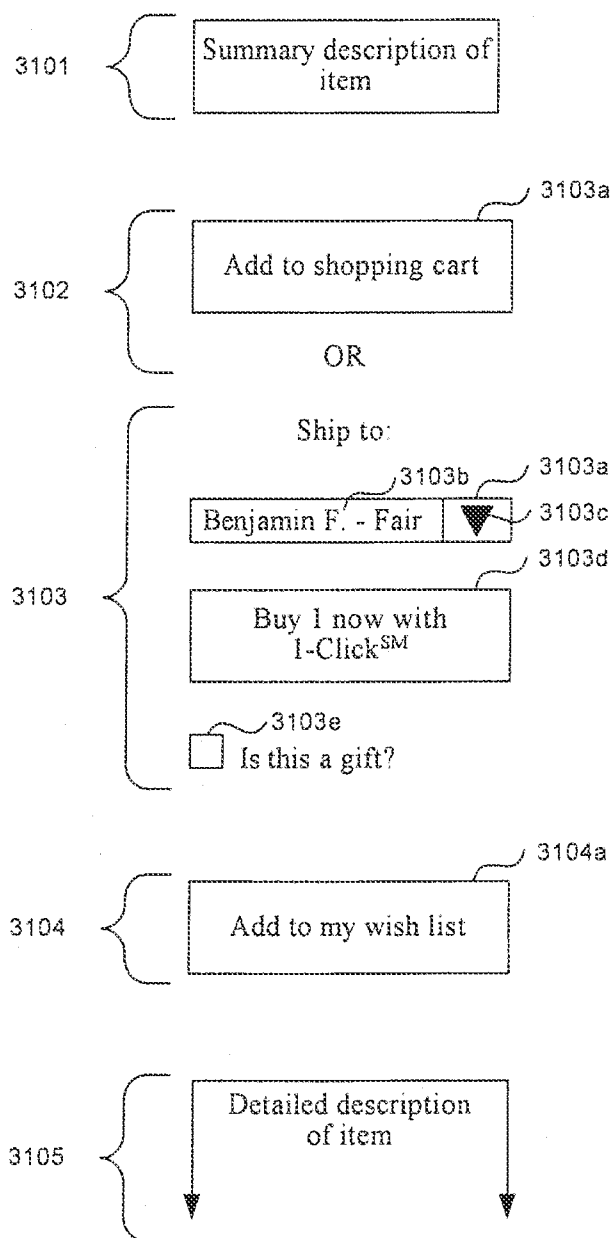 3101
Summary description of
item
3103a
3102
Add to shopping cart
OR
Ship to:
3103b
3103a
Benjamin F. - Fair
3103c
3103d
3103
Buy 1 now with
1-Click℠
3103e
Is this a gift?
3104a
3104
Add to my wish list
Detailed description
of item
3105